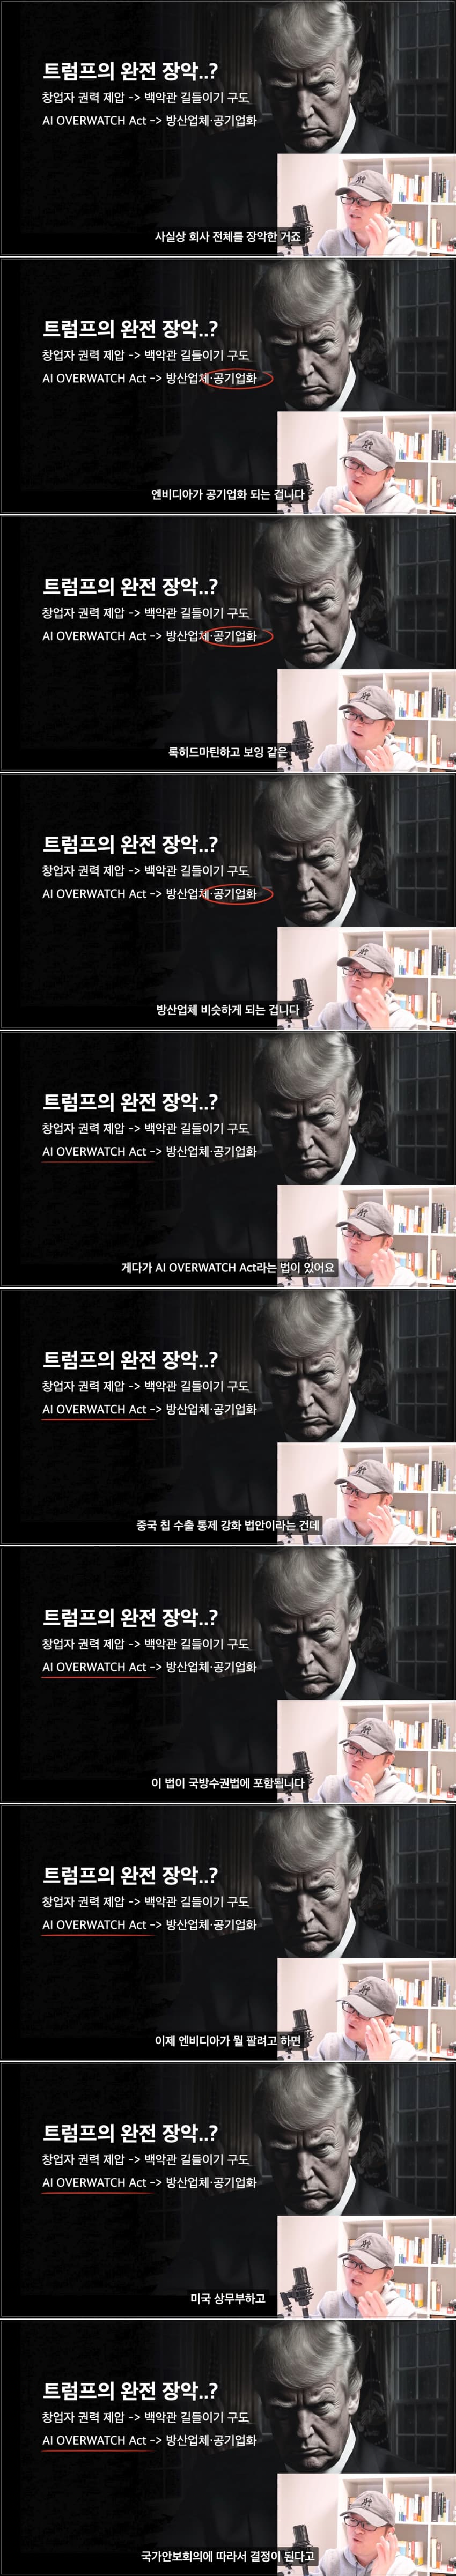 트럼프의 완전 장악..?
창업자 권력 제압 -> 백악관 길들이기 구도
AI OVERWATCH Act -> 방산업체·공기업화
사실상 회사 전체를 장악한 거죠
트럼프의 완전 장악..?
창업자 권력 제압 -> 백악관 길들이기 구도
AI OVERWATCH Act -> 방산업체·공기업화
엔비디아가 공기업화 되는 겁니다
트럼프의 완전 장악..?
창업자 권력 제압 -> 백악관 길들이기 구도
AI OVERWATCH Act -> 방산업체·공기업화
록히드마틴하고 보잉 같은
트럼프의 완전 장악..?
창업자 권력 제압 -> 백악관 길들이기 구도
AI OVERWATCH Act -> 방산업체·공기업화
방산업체 비슷하게 되는 겁니다
트럼프의 완전 장악..?
창업자 권력 제압 -> 백악관 길들이기 구도
AI OVERWATCH Act -> 방산업체·공기업화
게다가 AI OVERWATCH Act라는 법이 있어요
트럼프의 완전 장악..?
창업자 권력 제압 -> 백악관 길들이기 구도
AI OVERWATCH Act -> 방산업체·공기업화
중국 칩 수출 통제 강화 법안이라는 건데
트럼프의 완전 장악..?
창업자 권력 제압 -> 백악관 길들이기 구도
AI OVERWATCH Act -> 방산업체·공기업화
이 법이 국방수권법에 포함됩니다
트럼프의 완전 장악..?
창업자 권력 제압 -> 백악관 길들이기 구도
AI OVERWATCH Act -> 방산업체·공기업화
이제 엔비디아가 뭘 팔려고 하면
트럼프의 완전 장악..?
창업자 권력 제압 -> 백악관 길들이기 구도
AI OVERWATCH Act -> 방산업체·공기업화
미국 상무부하고
트럼프의 완전 장악..?
창업자 권력 제압 -> 백악관 길들이기 구도
AI OVERWATCH Act -> 방산업체·공기업화
국가안보회의에 따라서 결정이 된다고